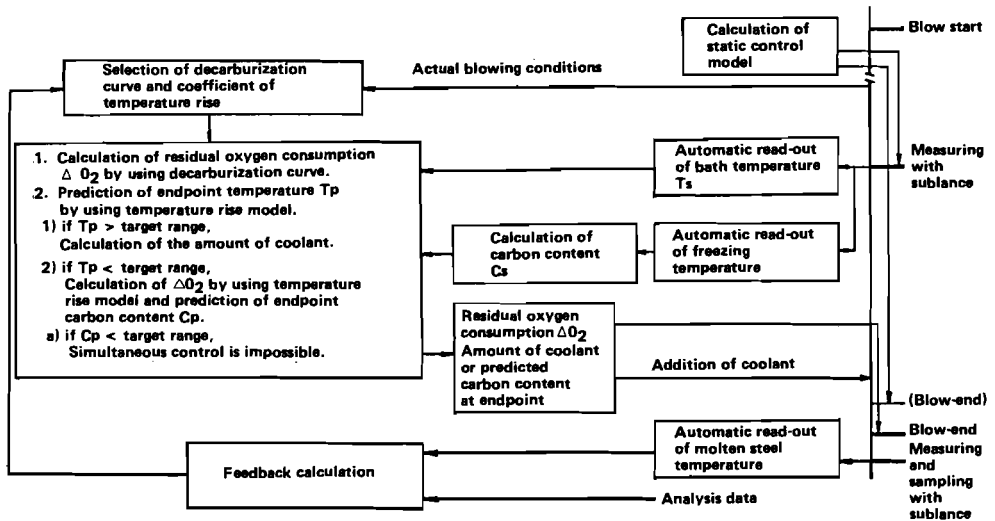 Calculation of
static control
model
Blow start
Selection of decarburization
curve and coefficient of
temperature rise
Actual blowing conditions
1. Calculation of residual oxygen consumption
Δ O2 by using decarburization curve.
2. Prediction of endpoint temperature Tp
by using temperature rise model.
1) if Tp > target range,
Calculation of the amount of coolant.
2) if Tp < target range,
Calculation of ΔO2 by using temperature
rise model and prediction of endpoint
carbon content Cp.
a) if Cp < target range,
Simultaneous control is impossible.
Automatic read-out
of bath temperature
Ts
Measuring
with
sublance
Calculation of
carbon content
Cs
Automatic read-out
of freezing
temperature
Residual oxygen
consumption ΔO2
Amount of coolant
or predicted
carbon content
at endpoint
Addition of coolant
(Blow-end)
Blow-end
Measuring
and
sampling
with
sublance
Automatic read-out
of molten steel
temperature
Feedback calculation
Analysis data